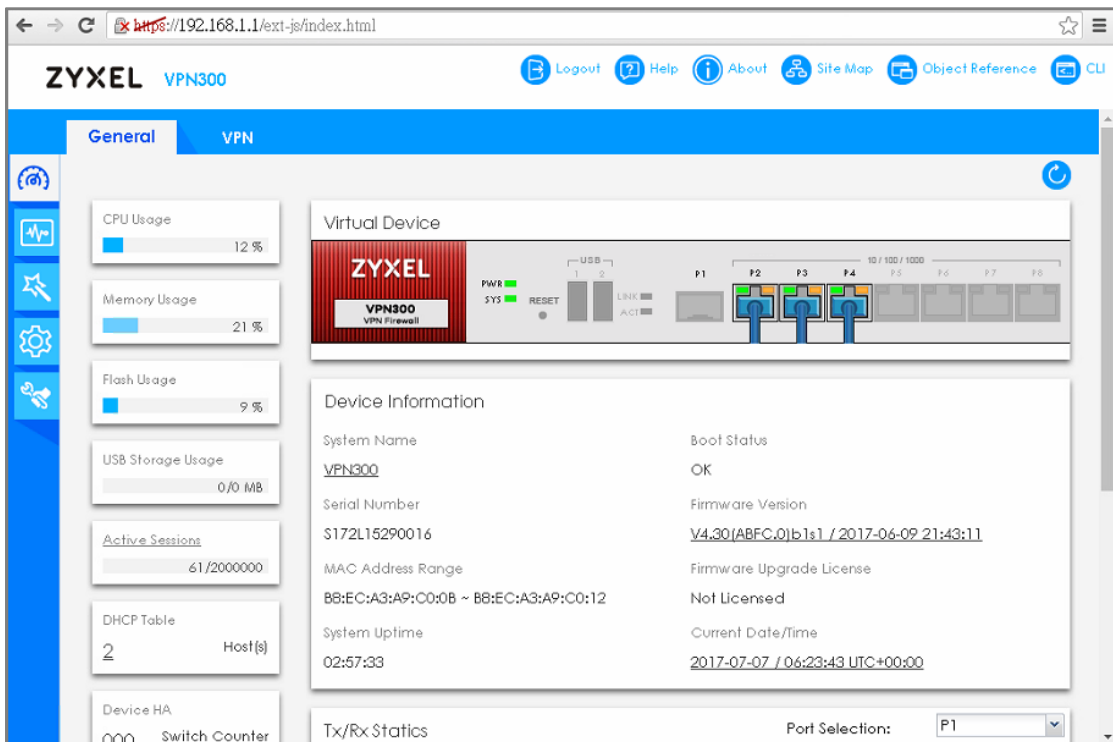 https://192.168.1.1/ext-js/index.html
ZYXEL VPN300
Logout Help About Site Map Object Reference CLI
General VPN
CPU Usage
12 %
Memory Usage
21 %
Flash Usage
9 %
USB Storage Usage
0/0 MB
Active Sessions
61/2000000
DHCP Table
2 Host(s)
Device HA
000 Switch Counter
Virtual Device
ZYXEL
VPN300
VPN Firewall
PWR
SYS
RESET
USB
1 2
LINK
ACT
10 / 100 / 1000
P1 P2 P3 P4 P5 P6 P7 P8
Device Information
System Name
VPN300
Serial Number
S172L15290016
MAC Address Range
B8:EC:A3:A9:C0:0B ~ B8:EC:A3:A9:C0:12
System Uptime
02:57:33
Boot Status
OK
Firmware Version
V4.30(ABFC.0)b1s1 / 2017-06-09 21:43:11
Firmware Upgrade License
Not Licensed
Current Date/Time
2017-07-07 / 06:23:43 UTC+00:00
Tx/Rx Statics
Port Selection: P1